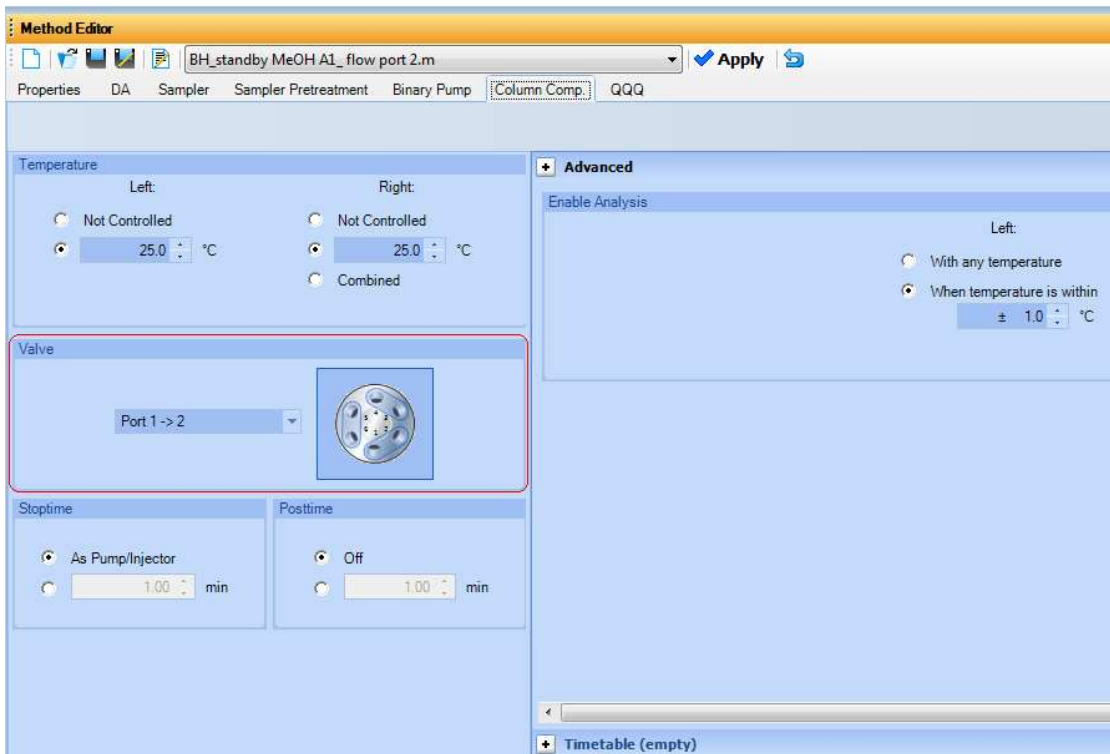 Method Editor
BH_standby MeOH A1_ flow port 2.m
Apply
Properties DA Sampler Sampler Pretreatment Binary Pump Column Comp. QQQ
Temperature
Left: Right:
Not Controlled Not Controlled
25.0 °C 25.0 °C
Combined
Valve
Port 1 -> 2
Stoptime Posttime
As Pump/Injector Off
1.00 min 1.00 min
+ Advanced
Enable Analysis
Left:
With any temperature
When temperature is within
± 1.0 °C
+ Timetable (empty)